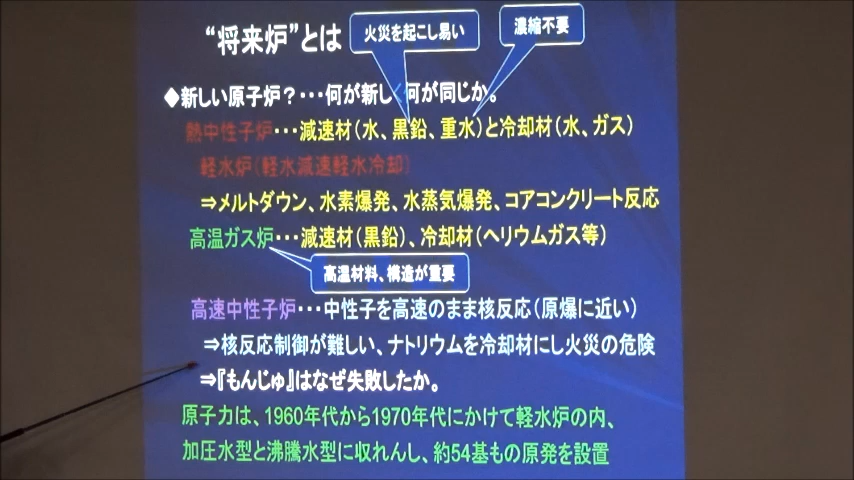 “将来炉”とは
火災を起こし易い
濃縮不要
◆新しい原子炉？･･･何が新しく何が同じか。
熱中性子炉･･･減速材（水、黒鉛、重水）と冷却材（水、ガス）
軽水炉（軽水減速軽水冷却）
⇒メルトダウン、水素爆発、水蒸気爆発、コアコンクリート反応
高温ガス炉･･･減速材（黒鉛）、冷却材（ヘリウムガス等）
高温材料、構造が重要
高速中性子炉･･･中性子を高速のまま核反応（原爆に近い）
⇒核反応制御が難しい、ナトリウムを冷却材にし火災の危険
⇒『もんじゅ』はなぜ失敗したか。
原子力は、1960年代から1970年代にかけて軽水炉の内、
加圧水型と沸騰水型に収れんし、約54基もの原発を設置